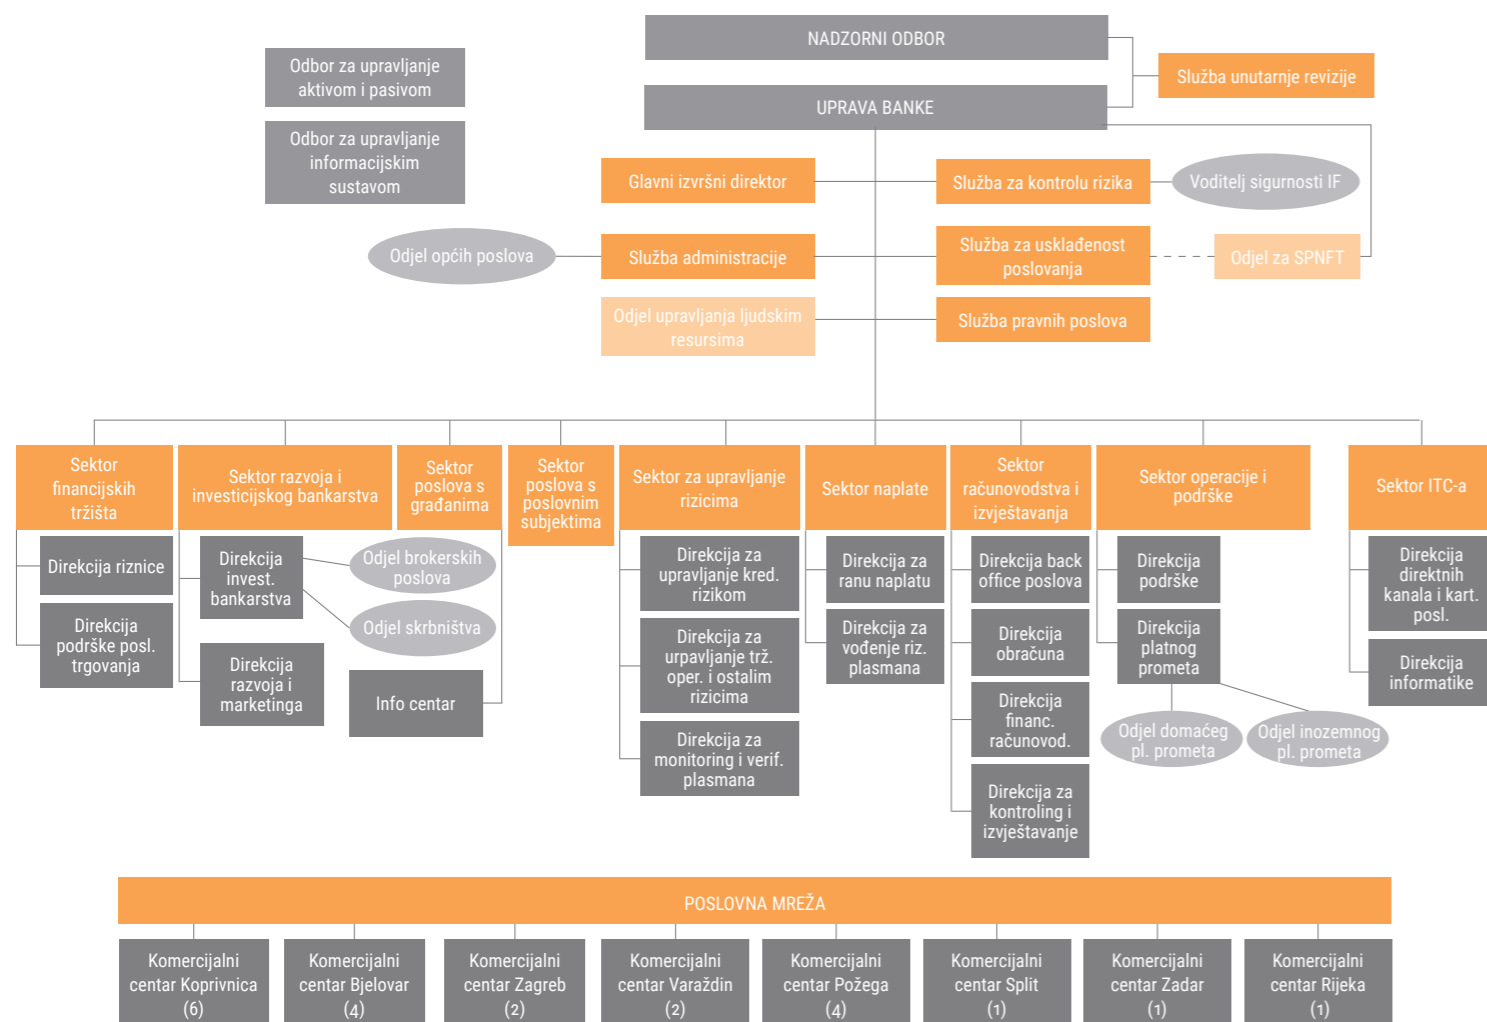 NADZORNI ODBOR
Odbor za upravljanje
aktivom i pasivom
Služba unutarnje revizije
UPRAVA BANKE
Odbor za upravljanje
informacijskim
sustavom
Glavni izvršni direktor
Služba za kontrolu rizika
Voditelj sigurnosti IF
Odjel općih poslova
Služba administracije
Služba za usklađenost
poslovanja
Odjel za SPNFT
Odjel upravljanja ljudskim
resursima
Služba pravnih poslova
Sektor
financijskih
tržišta
Sektor razvoja i
investicijskog bankarstva
Sektor
poslova s
građanima
Sektor
poslova s
poslovnim
subjektima
Sektor za upravljanje
rizicima
Sektor naplate
Sektor
računovodstva i
izvještavanja
Sektor operacije i
podrške
Sektor ITC-a
Direkcija riznice
Direkcija
podrške posl.
trgovanja
Direkcija
invest.
bankarstva
Odjel brokerskih
poslova
Odjel skrbništva
Direkcija
razvoja i
marketinga
Info centar
Direkcija za
upravljanje kred.
rizikom
Direkcija za
urpavljanje trž.
oper. i ostalim
rizicima
Direkcija za
monitoring i verif.
plasmana
Direkcija za
ranu naplatu
Direkcija za
vođenje riz.
plasmana
Direkcija back
office poslova
Direkcija
obračuna
Direkcija
financ.
računovod.
Direkcija za
kontroling i
izvještavanje
Direkcija
podrške
Direkcija
platnog
prometa
Odjel domaćeg
pl. prometa
Odjel inozemnog
pl. prometa
Direkcija
direktnih
kanala i kart.
posl.
Direkcija
informatike
POSLOVNA MREŽA
Komercijalni
centar Koprivnica
(6)
Komercijalni
centar Bjelovar
(4)
Komercijalni
centar Zagreb
(2)
Komercijalni
centar Varaždin
(2)
Komercijalni
centar Požega
(4)
Komercijalni
centar Split
(1)
Komercijalni
centar Zadar
(1)
Komercijalni
centar Rijeka
(1)